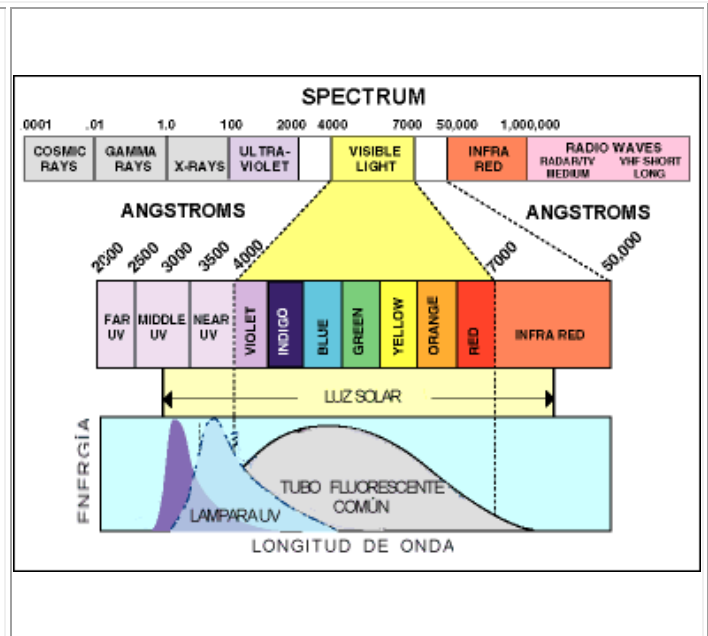 SPECTRUM
.0001 .01 1.0 100 2000 4000 7000 50,000 1,000,000
COSMIC RAYS
GAMMA RAYS
X-RAYS
ULTRA-VIOLET
VISIBLE LIGHT
INFRA RED
RADIO WAVES
RADAR/TV MEDIUM
VHF SHORT LONG
ANGSTROMS
ANGSTROMS
2000 2500 3000 3500 4000 7000 50,000
FAR UV
MIDDLE UV
NEAR UV
VIOLET
INDIGO
BLUE
GREEN
YELLOW
ORANGE
RED
INFRA RED
LUZ SOLAR
ENERGÍA
TUBO FLUORESCENTE
COMÚN
LAMPARA UV
LONGITUD DE ONDA